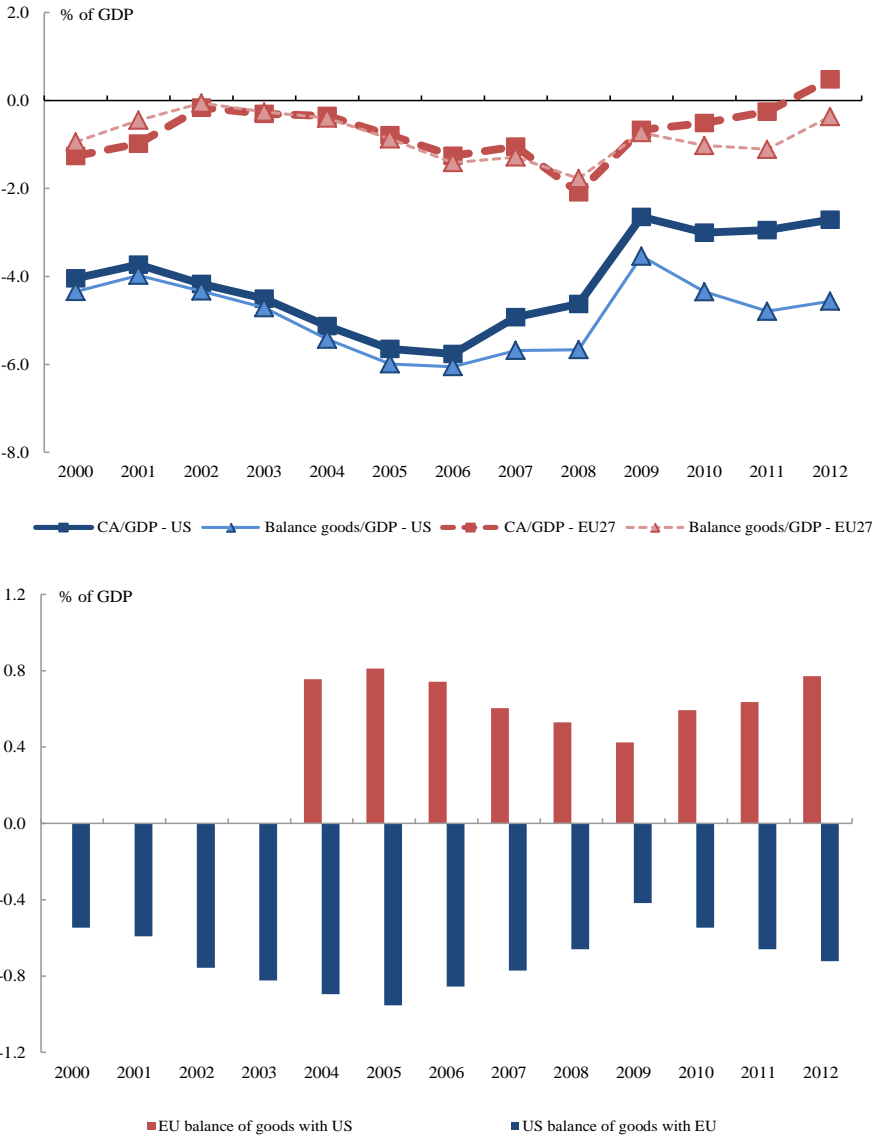 2.0 % of GDP
0.0
-2.0
-4.0
-6.0
-8.0
2000 2001 2002 2003 2004 2005 2006 2007 2008 2009 2010 2011 2012
CA/GDP - US Balance goods/GDP - US CA/GDP - EU27 Balance goods/GDP - EU27
1.2 % of GDP
0.8
0.4
0.0
-0.4
-0.8
-1.2
2000 2001 2002 2003 2004 2005 2006 2007 2008 2009 2010 2011 2012
EU balance of goods with US US balance of goods with EU